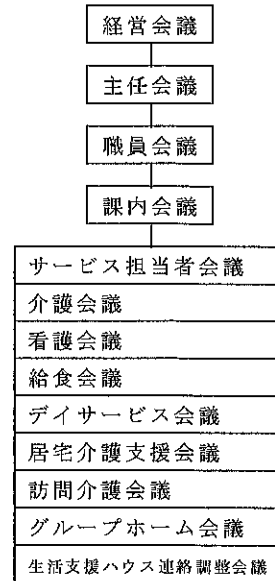 経営会議
主任会議
職員会議
課内会議
サービス担当者会議
介護会議
看護会議
給食会議
デイサービス会議
居宅介護支援会議
訪問介護会議
グループホーム会議
生活支援ハウス連絡調整会議